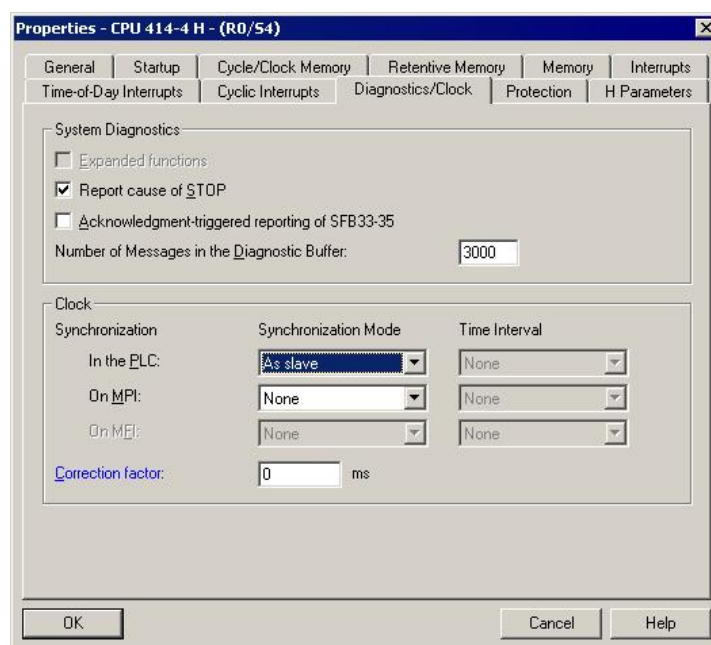 Properties - CPU 414-4 H - (R0/S4)
General Startup Cycle/Clock Memory Retentive Memory Memory Interrupts
Time-of-Day Interrupts Cyclic Interrupts Diagnostics/Clock Protection H Parameters
System Diagnostics
Expanded functions
Report cause of STOP
Acknowledgment-triggered reporting of SFB33-35
Number of Messages in the Diagnostic Buffer: 3000
Clock
Synchronization Synchronization Mode Time Interval
In the PLC: As slave None
On MPI: None None
On MFI: None None
Correction factor: 0 ms
OK Cancel Help